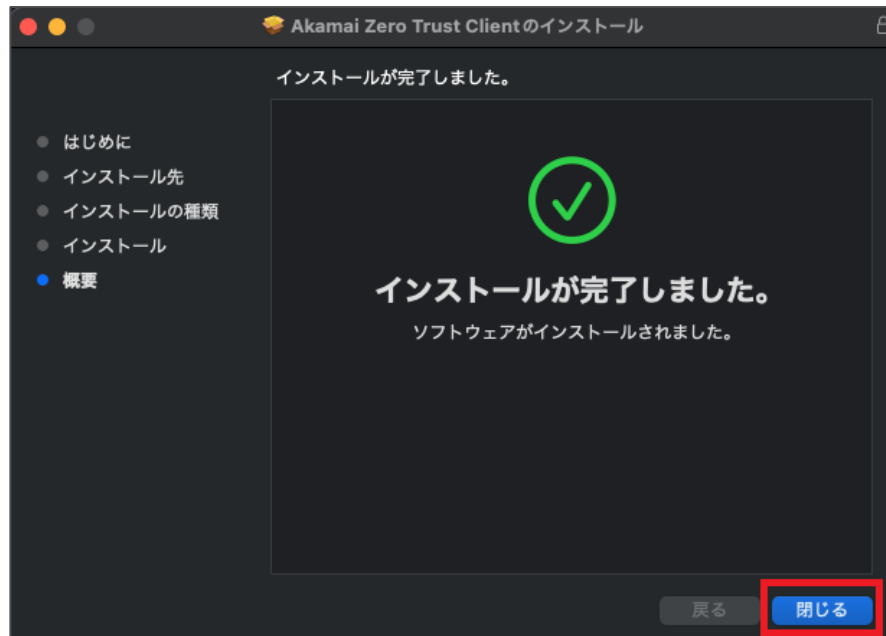 Akamai Zero Trust Clientのインストール
インストールが完了しました。
はじめに
インストール先
インストールの種類
インストール
概要
インストールが完了しました。
ソフトウェアがインストールされました。
戻る
閉じる